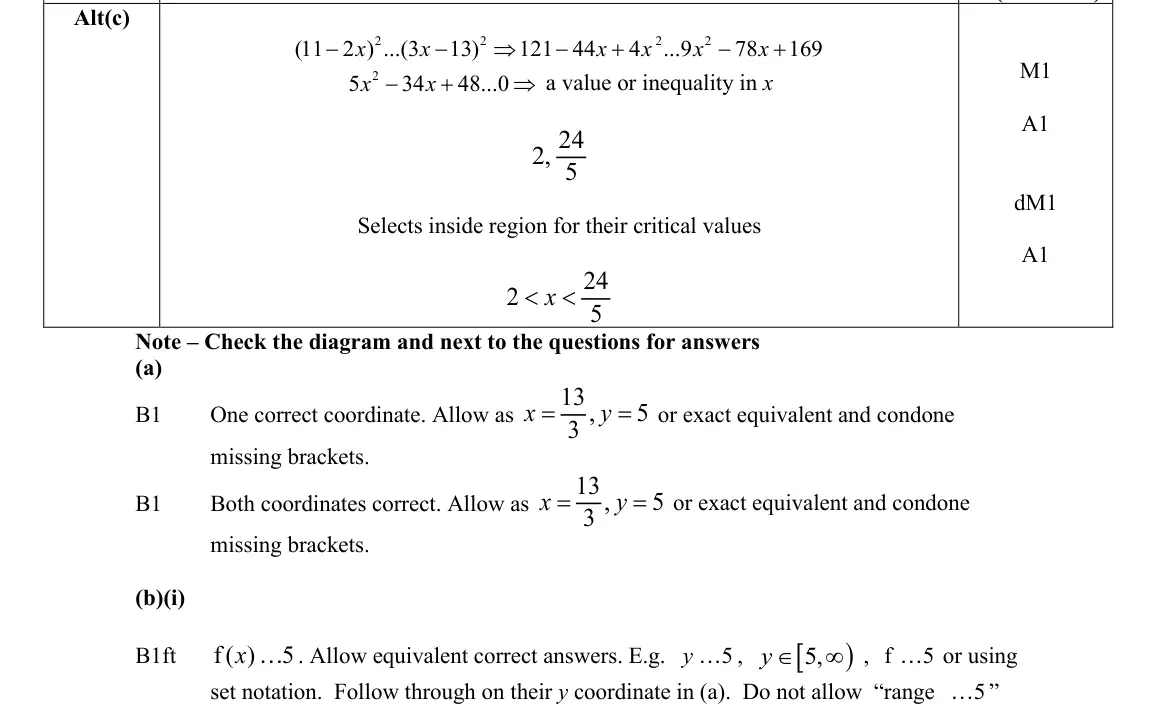 Alt(c)
(11 − 2x)²...(3x − 13)² ⇒ 121 − 44x + 4x²...9x² − 78x + 169
5x² − 34x + 48...0 ⇒ a value or inequality in x
M1
A1
2, 24/5
dM1
Selects inside region for their critical values
A1
2 < x < 24/5
Note – Check the diagram and next to the questions for answers
(a)
B1 One correct coordinate. Allow as x = 13/3, y = 5 or exact equivalent and condone
missing brackets.
B1 Both coordinates correct. Allow as x = 13/3, y = 5 or exact equivalent and condone
missing brackets.
(b)(i)
B1ft f(x) …5. Allow equivalent correct answers. E.g. y …5, y ∈ [5,∞), f …5 or using
set notation. Follow through on their y coordinate in (a). Do not allow “range …5”